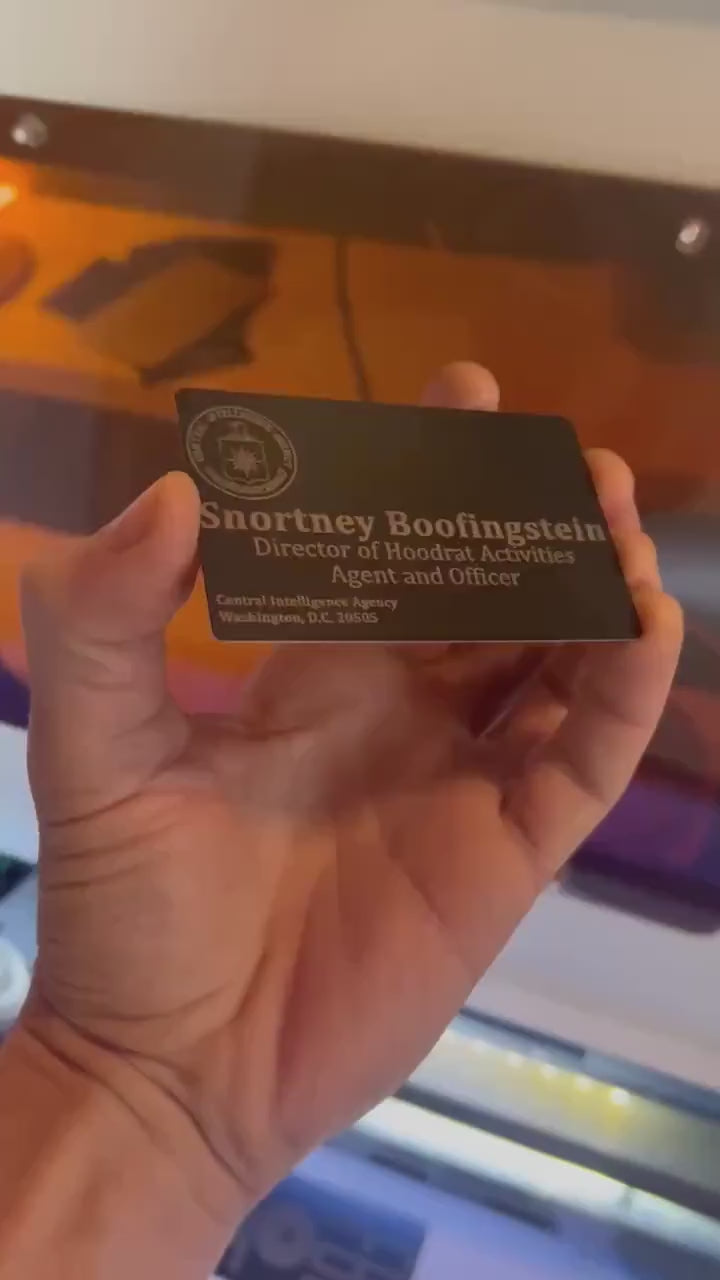 Snortney Boofingstein
Director of Hoodrat Activities
Agent and Officer
Central Intelligence Agency
Washington, D.C. 20505